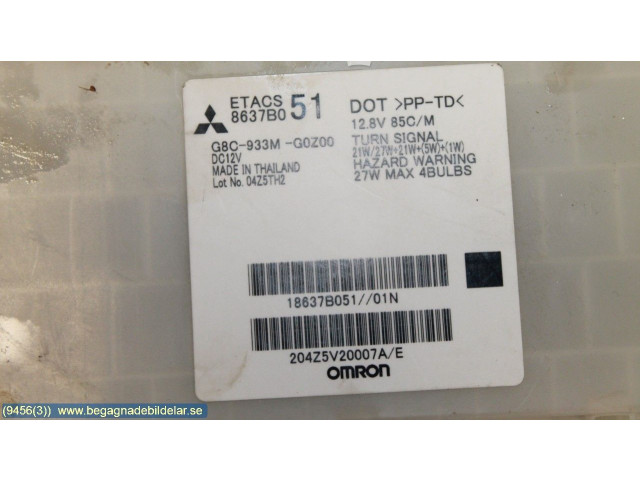 ETACS
8637B0 51
G8C-933M -G0Z00
DC12V
MADE IN THAILAND
Lot No. 04Z5TH2
DOT >PP-TD<
12.8V 85C/M
TURN SIGNAL
21W/27W+21W+(5W)+(1W)
HAZARD WARNING
27W MAX 4BULBS
18637B051//01N
204Z5V20007A/E
OMRON
(9456(3)) www.begagnadebildelar.se